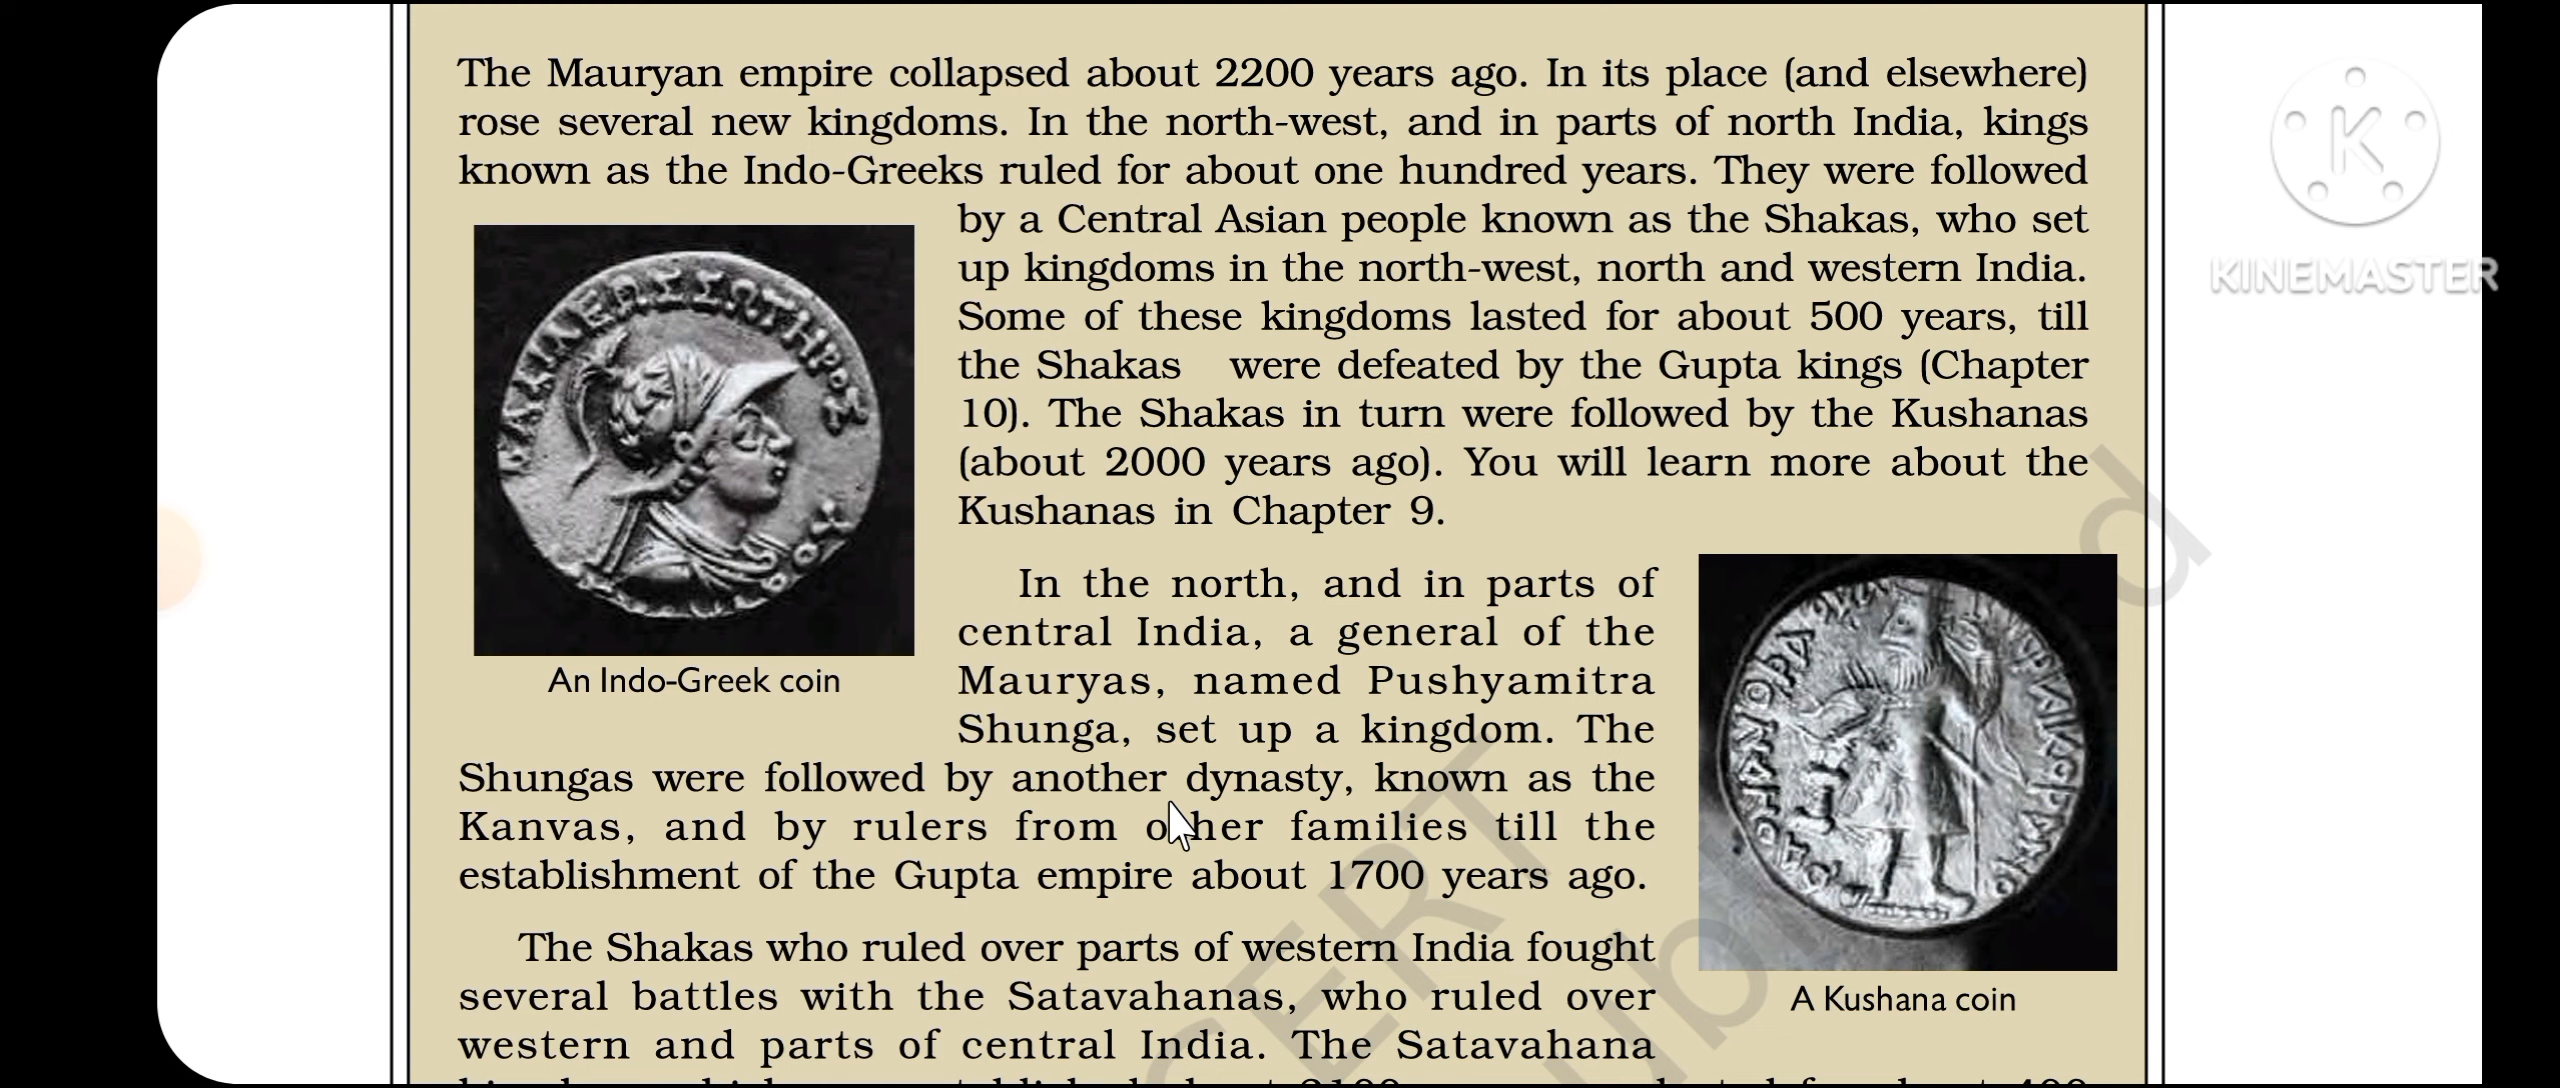 The Mauryan empire collapsed about 2200 years ago. In its place (and elsewhere)
rose several new kingdoms. In the north-west, and in parts of north India, kings
known as the Indo-Greeks ruled for about one hundred years. They were followed
by a Central Asian people known as the Shakas, who set
up kingdoms in the north-west, north and western India.
Some of these kingdoms lasted for about 500 years, till
the Shakas were defeated by the Gupta kings (Chapter
10). The Shakas in turn were followed by the Kushanas
(about 2000 years ago). You will learn more about the
Kushanas in Chapter 9.
An Indo-Greek coin
In the north, and in parts of
central India, a general of the
Mauryas, named Pushyamitra
Shunga, set up a kingdom. The
Shungas were followed by another dynasty, known as the
Kanvas, and by rulers from other families till the
establishment of the Gupta empire about 1700 years ago.
A Kushana coin
The Shakas who ruled over parts of western India fought
several battles with the Satavahanas, who ruled over
western and parts of central India. The Satavahana
K
KINEMASTER